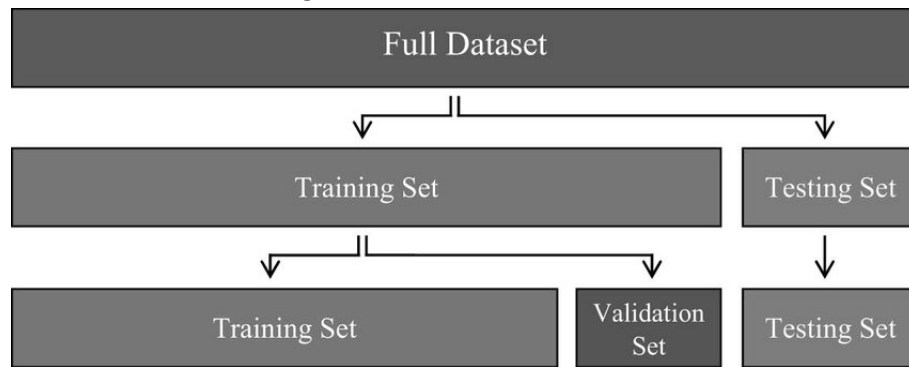 Full Dataset
Training Set
Testing Set
Training Set
Validation
Set
Testing Set